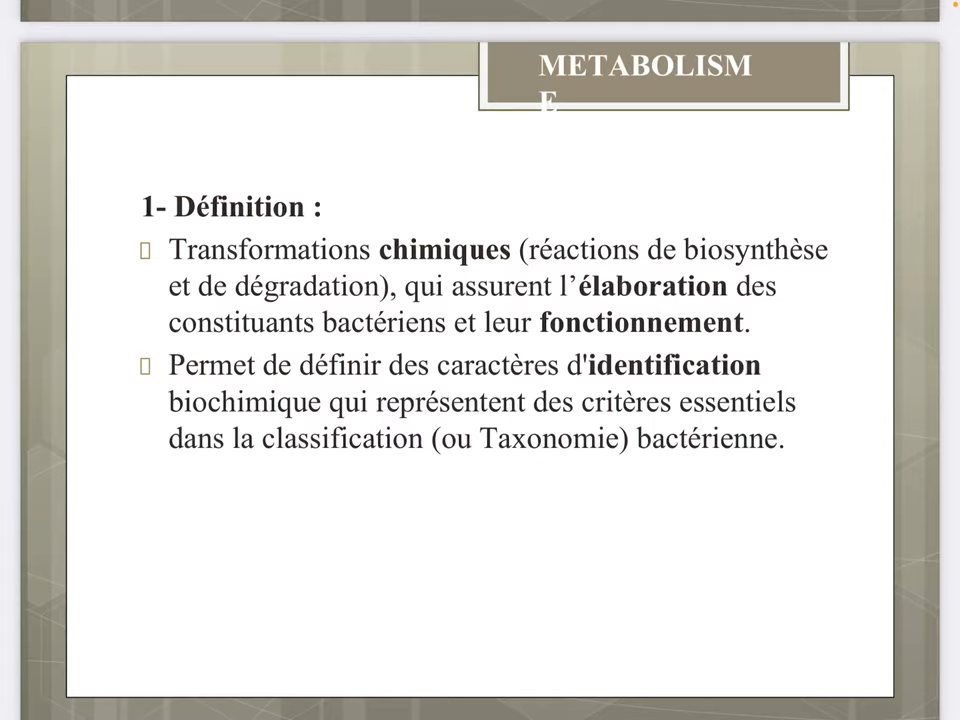 METABOLISM
E
1- Définition :
Transformations chimiques (réactions de biosynthèse
et de dégradation), qui assurent l’élaboration des
constituants bactériens et leur fonctionnement.
Permet de définir des caractères d'identification
biochimique qui représentent des critères essentiels
dans la classification (ou Taxonomie) bactérienne.